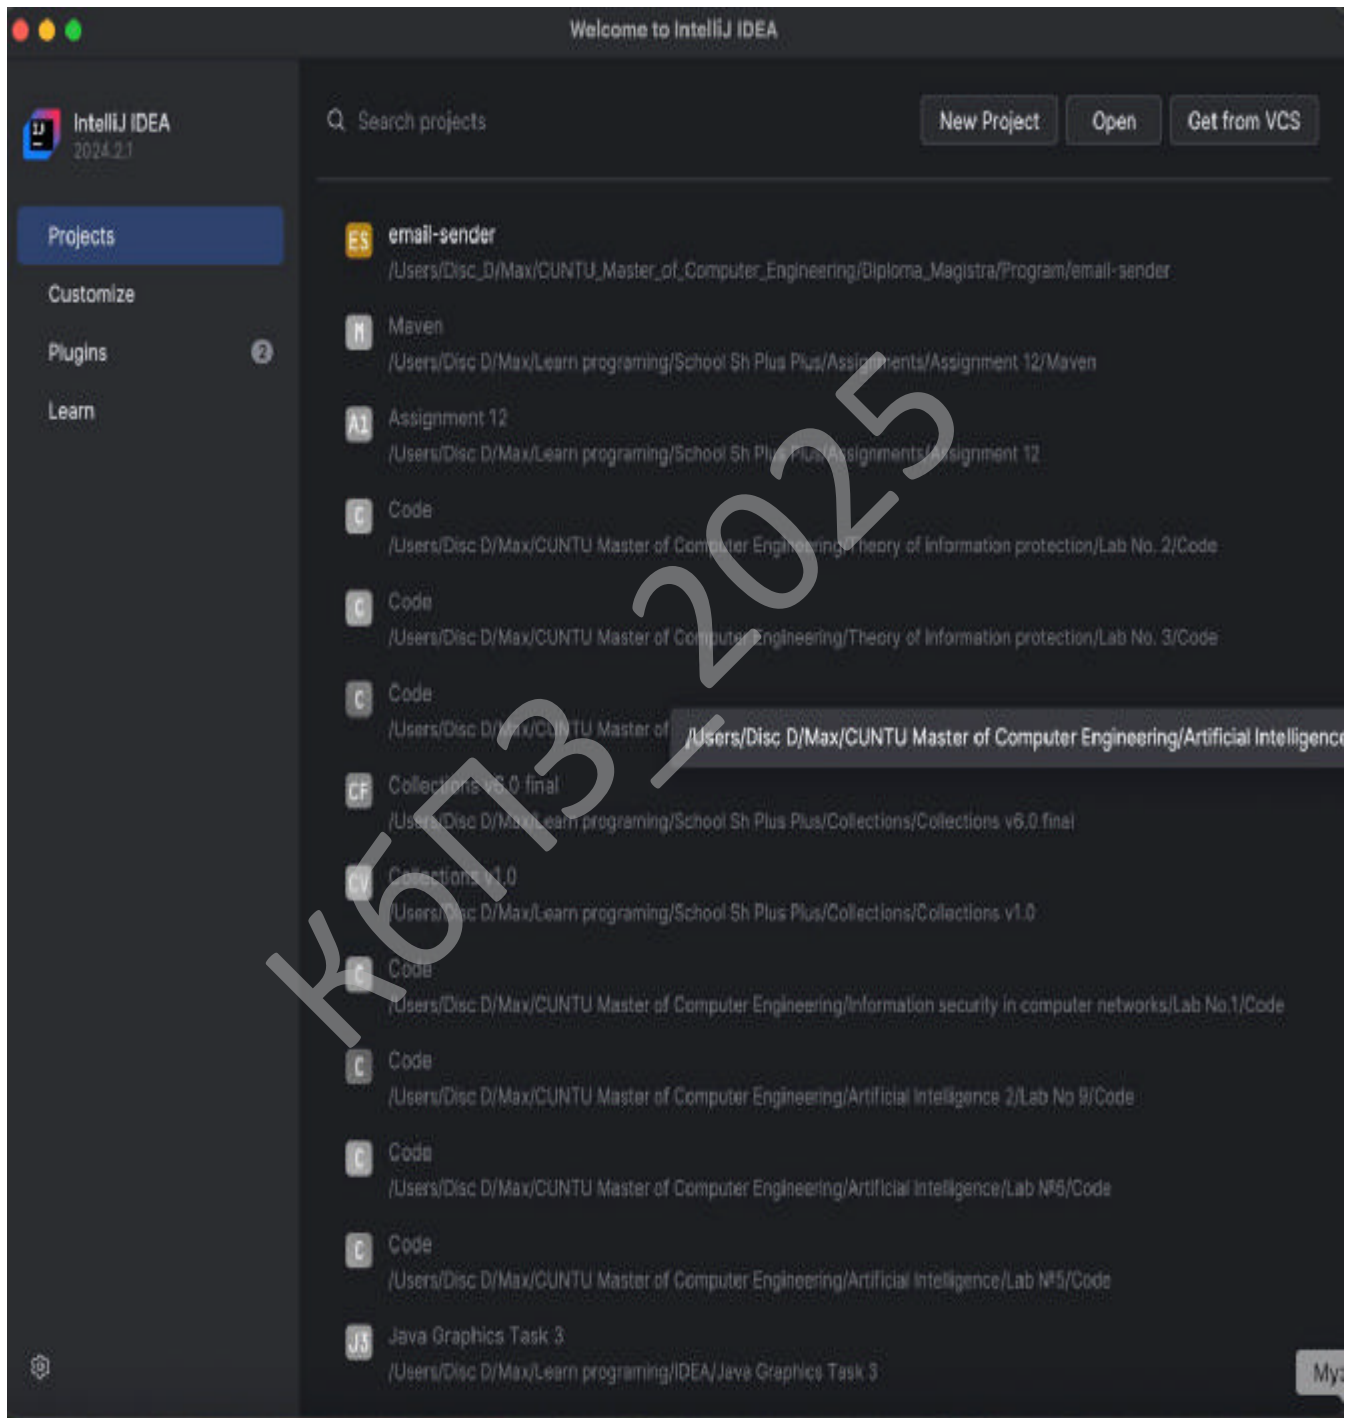 Welcome to IntelliJ IDEA
IntelliJ IDEA
2024.2.1
Projects
Customize
Plugins 2
Learn
Search projects
New Project Open Get from VCS
ES email-sender
/Users/Disc_D/Max/CUNTU_Master_of_Computer_Engineering/Diploma_Magistra/Program/email-sender
M Maven
/Users/Disc D/Max/Learn programing/School Sh Plus Plus/Assignments/Assignment 12/Maven
A1 Assignment 12
/Users/Disc D/Max/Learn programing/School Sh Plus Plus/Assignments/Assignment 12
C Code
/Users/Disc D/Max/CUNTU Master of Computer Engineering/Theory of information protection/Lab No. 2/Code
C Code
/Users/Disc D/Max/CUNTU Master of Computer Engineering/Theory of information protection/Lab No. 3/Code
C Code
/Users/Disc D/Max/CUNTU Master of
/Users/Disc D/Max/CUNTU Master of Computer Engineering/Artificial Intelligence
CF Collections v6.0 final
/Users/Disc D/Max/Learn programing/School Sh Plus Plus/Collections/Collections v6.0 final
CV Collections v1.0
/Users/Disc D/Max/Learn programing/School Sh Plus Plus/Collections/Collections v1.0
C Code
/Users/Disc D/Max/CUNTU Master of Computer Engineering/Information security in computer networks/Lab No.1/Code
C Code
/Users/Disc D/Max/CUNTU Master of Computer Engineering/Artificial Intelligence 2/Lab No 9/Code
C Code
/Users/Disc D/Max/CUNTU Master of Computer Engineering/Artificial Intelligence/Lab №6/Code
C Code
/Users/Disc D/Max/CUNTU Master of Computer Engineering/Artificial Intelligence/Lab №5/Code
J3 Java Graphics Task 3
/Users/Disc D/Max/Learn programing/IDEA/Java Graphics Task 3
КбПЗ_2025